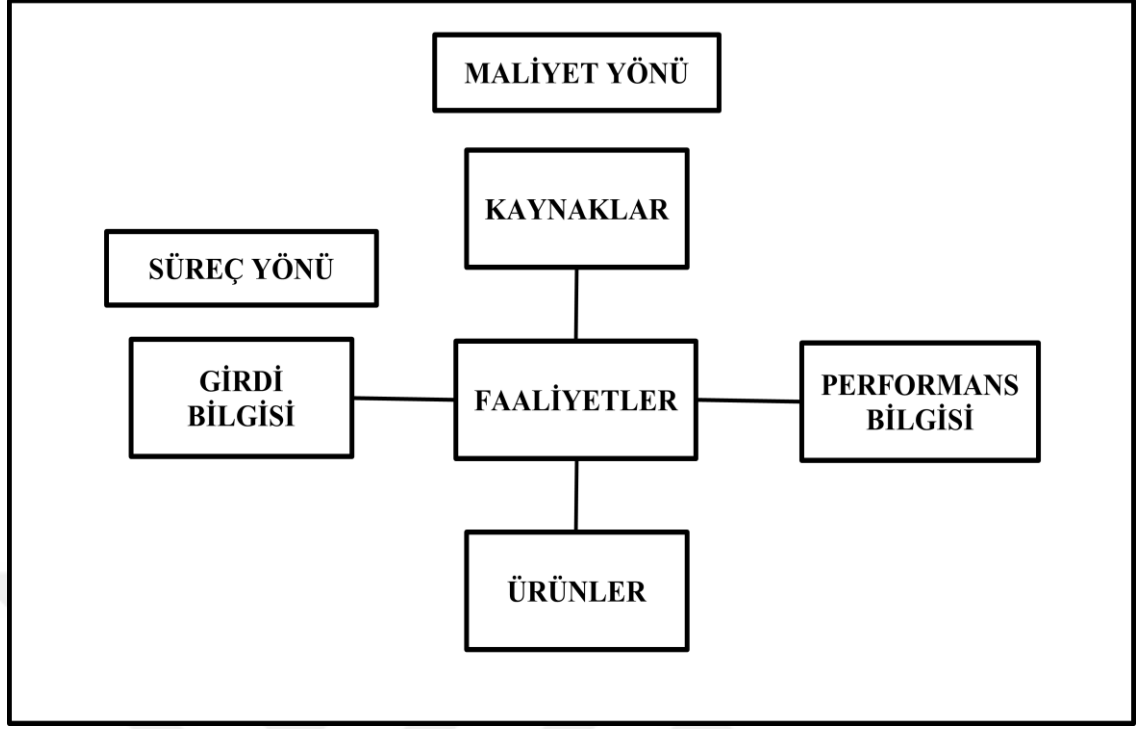 MALİYET YÖNÜ
KAYNAKLAR
SÜREÇ YÖNÜ
GİRDİ
BİLGİSİ
FAALİYETLER
PERFORMANS
BİLGİSİ
ÜRÜNLER